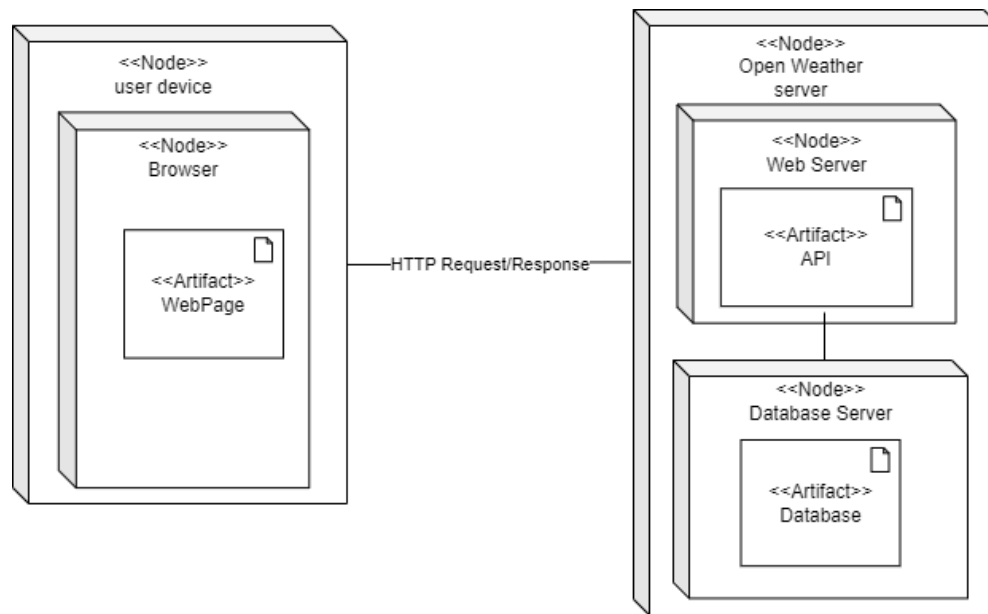 <<Node>>
user device
<<Node>>
Browser
<<Artifact>>
WebPage
HTTP Request/Response
<<Node>>
Open Weather
server
<<Node>>
Web Server
<<Artifact>>
API
<<Node>>
Database Server
<<Artifact>>
Database